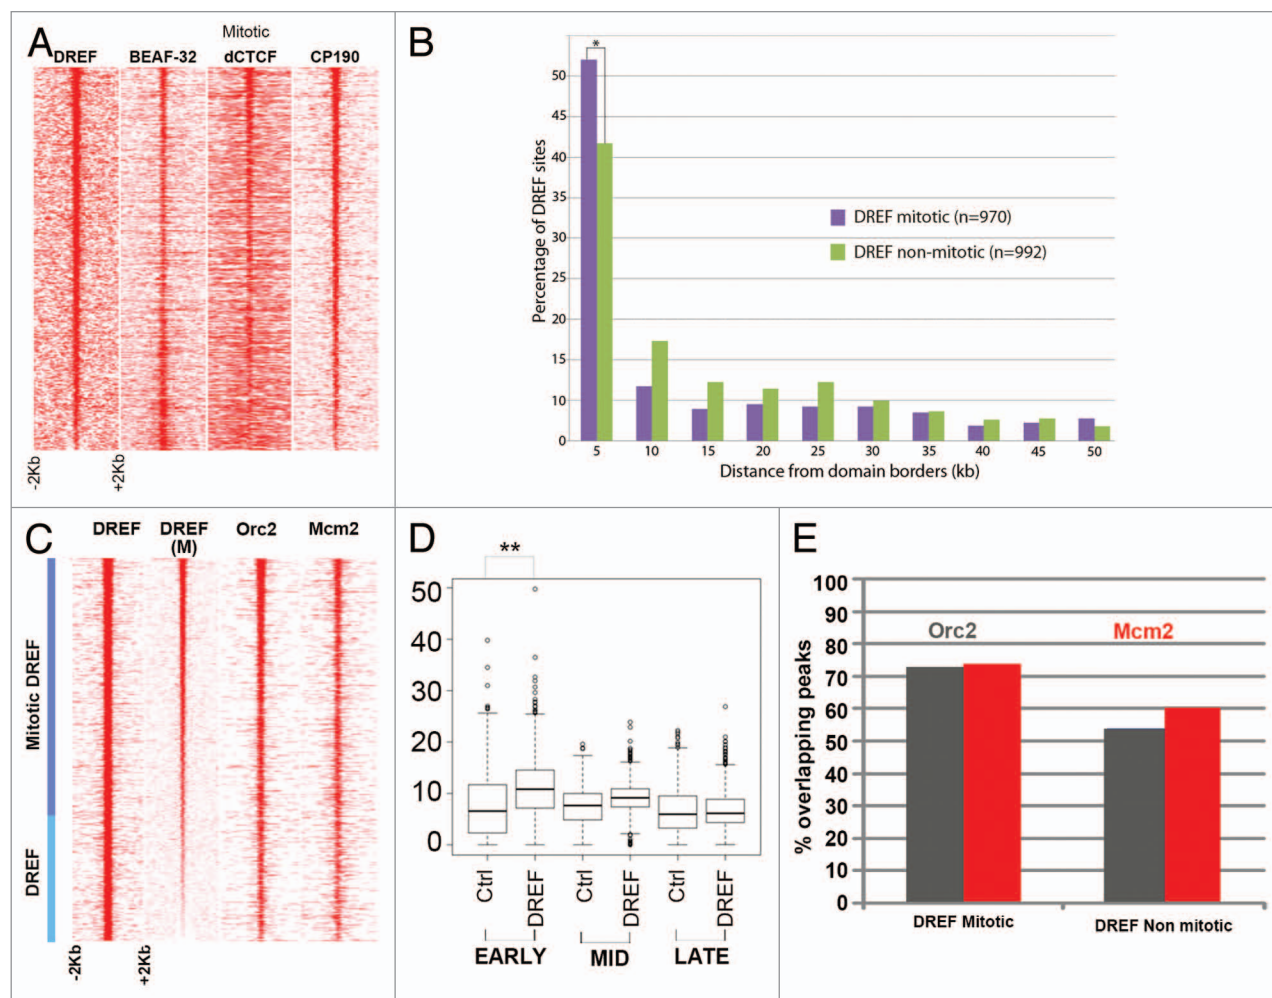 A
Mitotic
DREF BEAF-32 dCTCF CP190
-2Kb +2Kb
B
*
Percentage of DREF sites
50
45
40
35
30
25
20
15
10
0
DREF mitotic (n=970)
DREF non-mitotic (n=992)
5 10 15 20 25 30 35 40 45 50
Distance from domain borders (kb)
C
DREF DREF (M) Orc2 Mcm2
Mitotic DREF
DREF
-2Kb +2Kb
D
**
50
40
30
20
10
0
Ctrl DREF Ctrl DREF Ctrl DREF
EARLY MID LATE
E
% overlapping peaks
100
90
80
70
60
50
40
30
20
10
0
Orc2 Mcm2
DREF Mitotic DREF Non mitotic